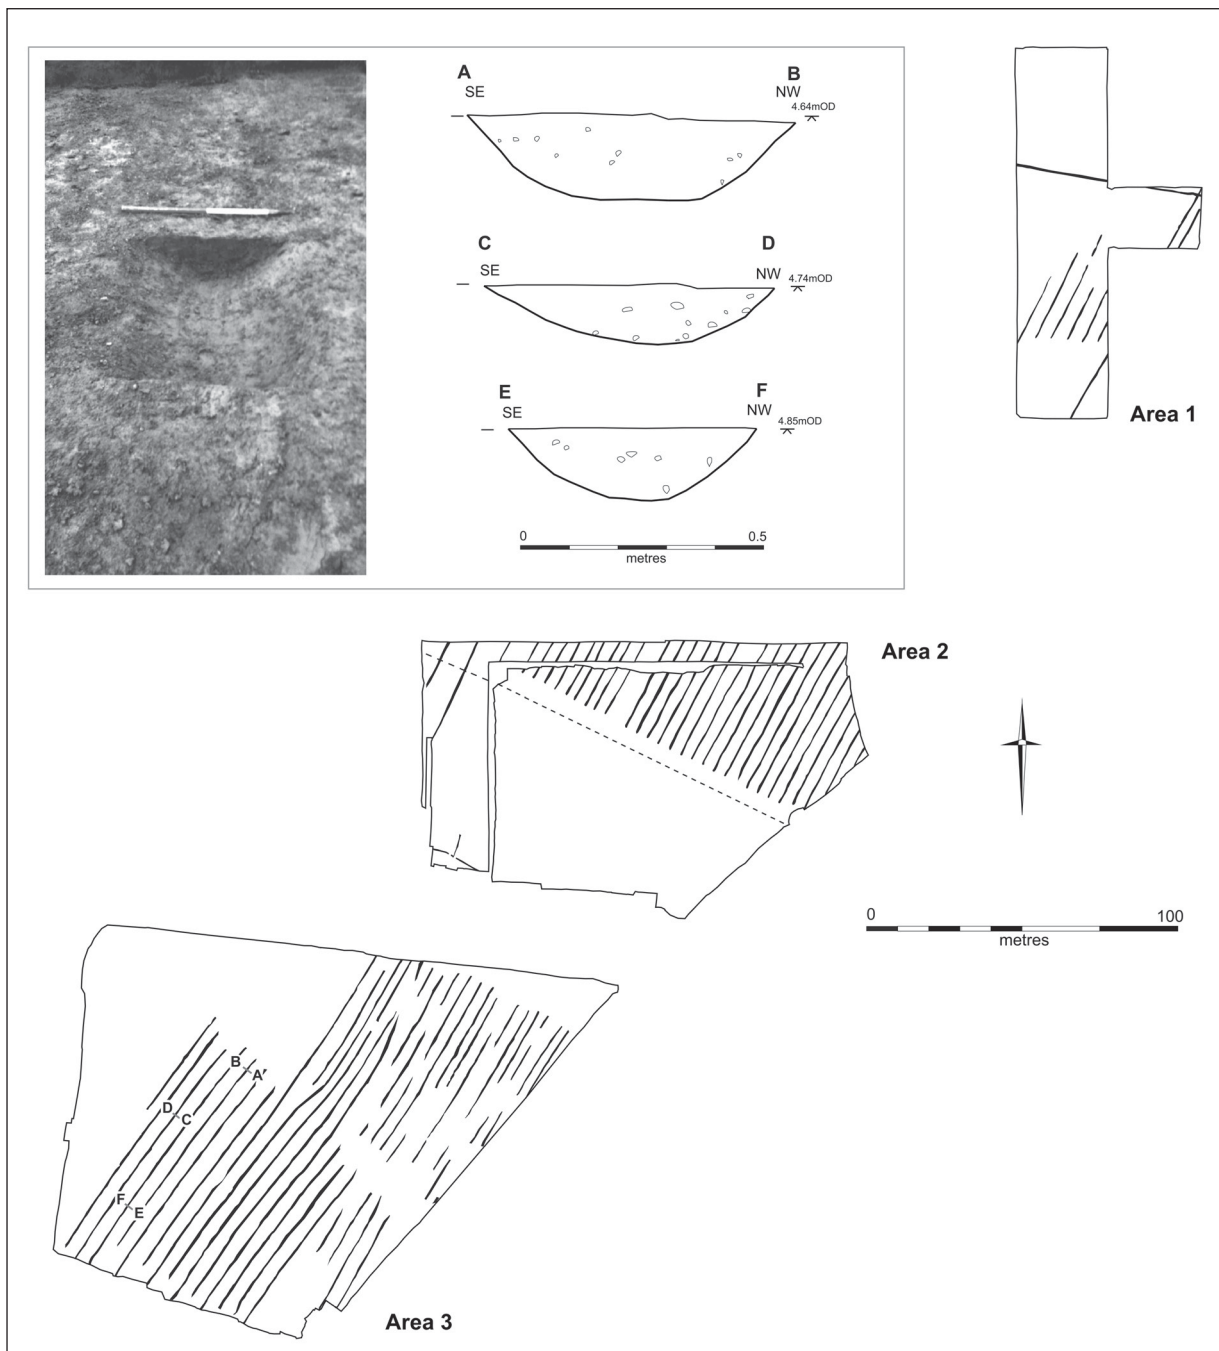 A
SE
B
NW
4.64mOD
C
SE
D
NW
4.74mOD
E
SE
F
NW
4.85mOD
0 0.5
metres
Area 1
Area 2
0 100
metres
B
A
D
C
F
E
Area 3